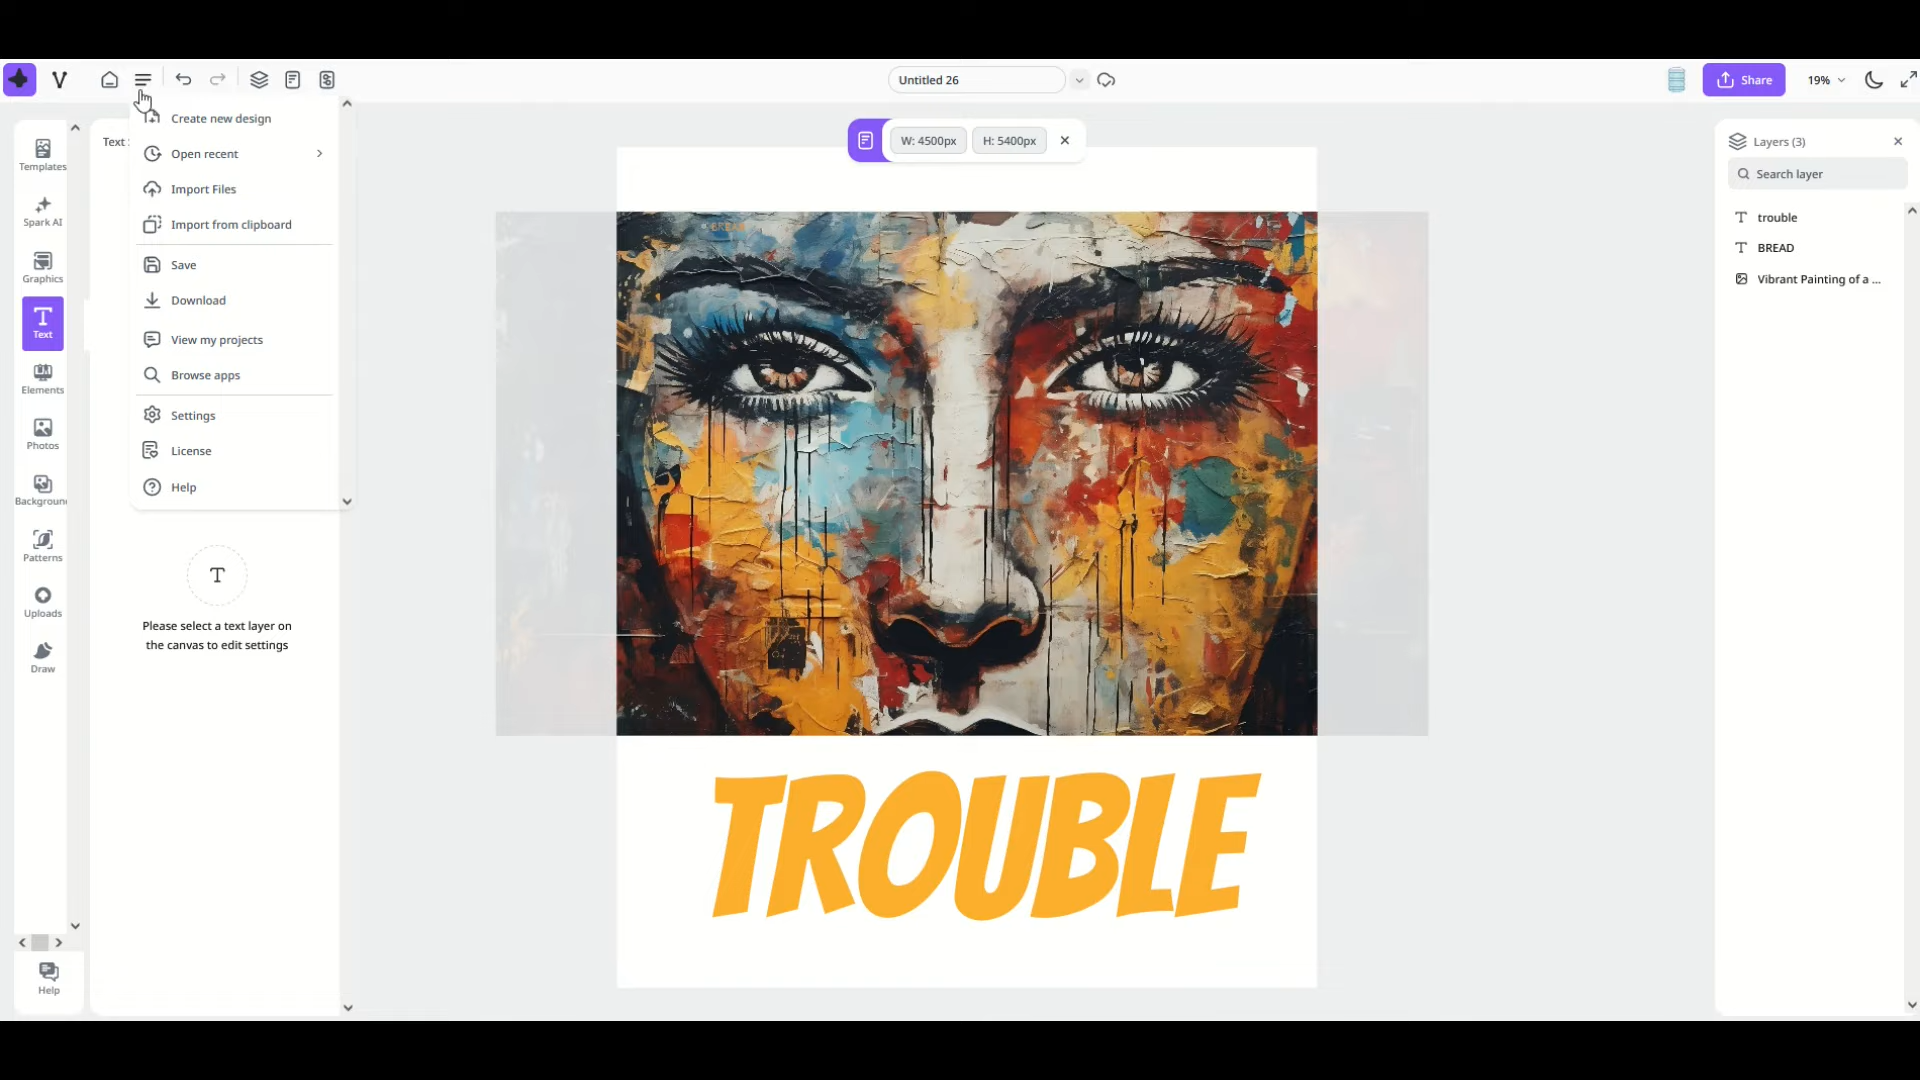 Untitled 26
Share
19%
Create new design
Open recent
Import Files
Import from clipboard
Save
Download
View my projects
Browse apps
Settings
License
Help
Text
Templates
Spark AI
Graphics
Text
Elements
Photos
Backgroun
Patterns
Uploads
Draw
Help
T
Please select a text layer on
the canvas to edit settings
W: 4500px
H: 5400px
BREAD
TROUBLE
Layers (3)
Search layer
trouble
BREAD
Vibrant Painting of a ...